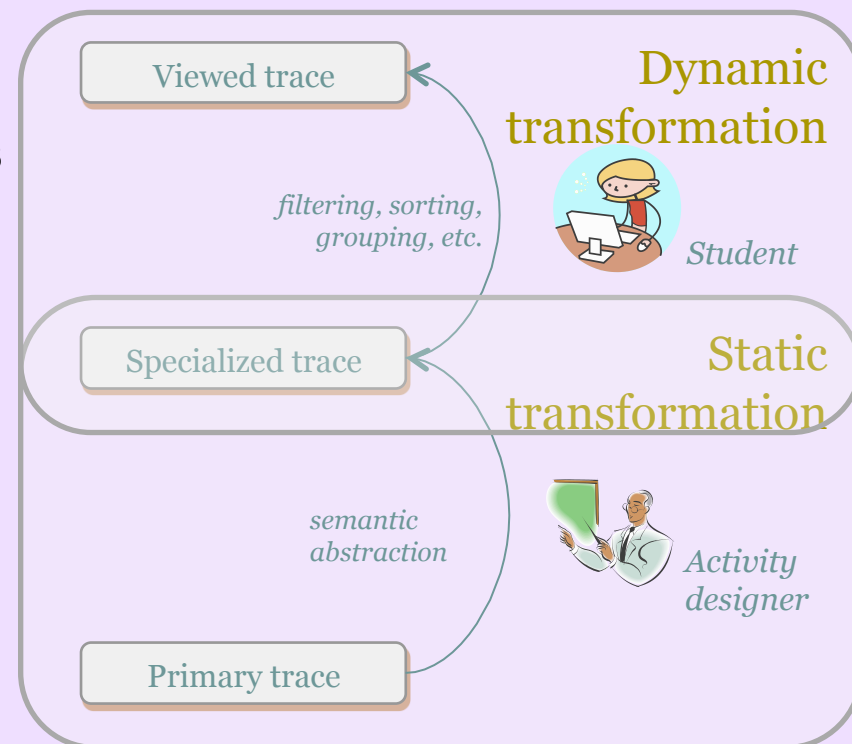 Viewed trace
Dynamic
transformation
filtering, sorting,
grouping, etc.
Student
Specialized trace
Static
transformation
semantic
abstraction
Activity
designer
Primary trace